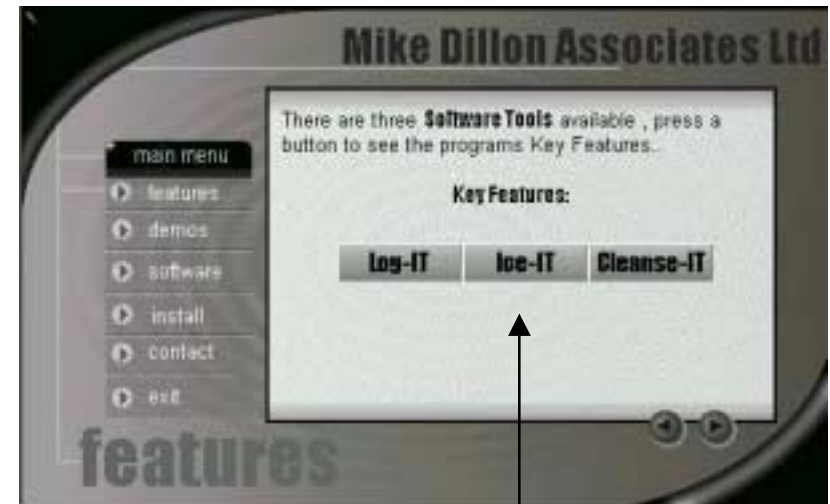 Mike Dillon Associates Ltd
There are three Software Tools available , press a
button to see the programs Key Features..
main menu
features
demos
software
install
contact
exit
Key Features:
Log-IT
Ice-IT
Cleanse-IT
features